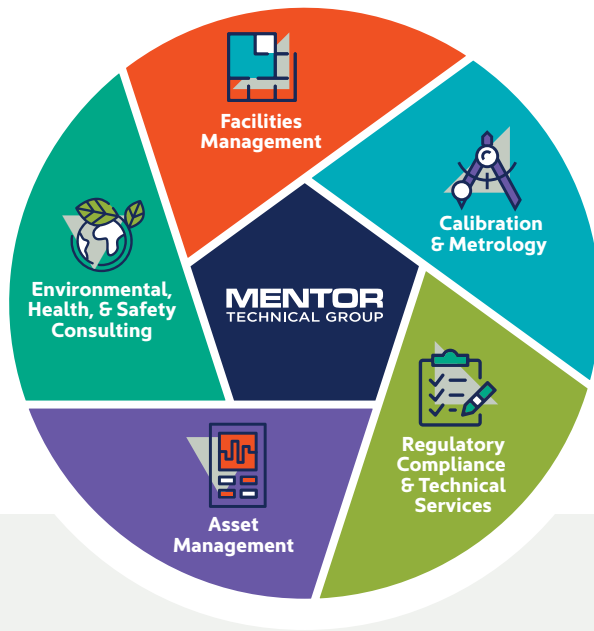 Facilities
Management
Calibration
& Metrology
Environmental,
Health, & Safety
Consulting
MENTOR
TECHNICAL GROUP
Regulatory
Compliance
& Technical
Services
Asset
Management